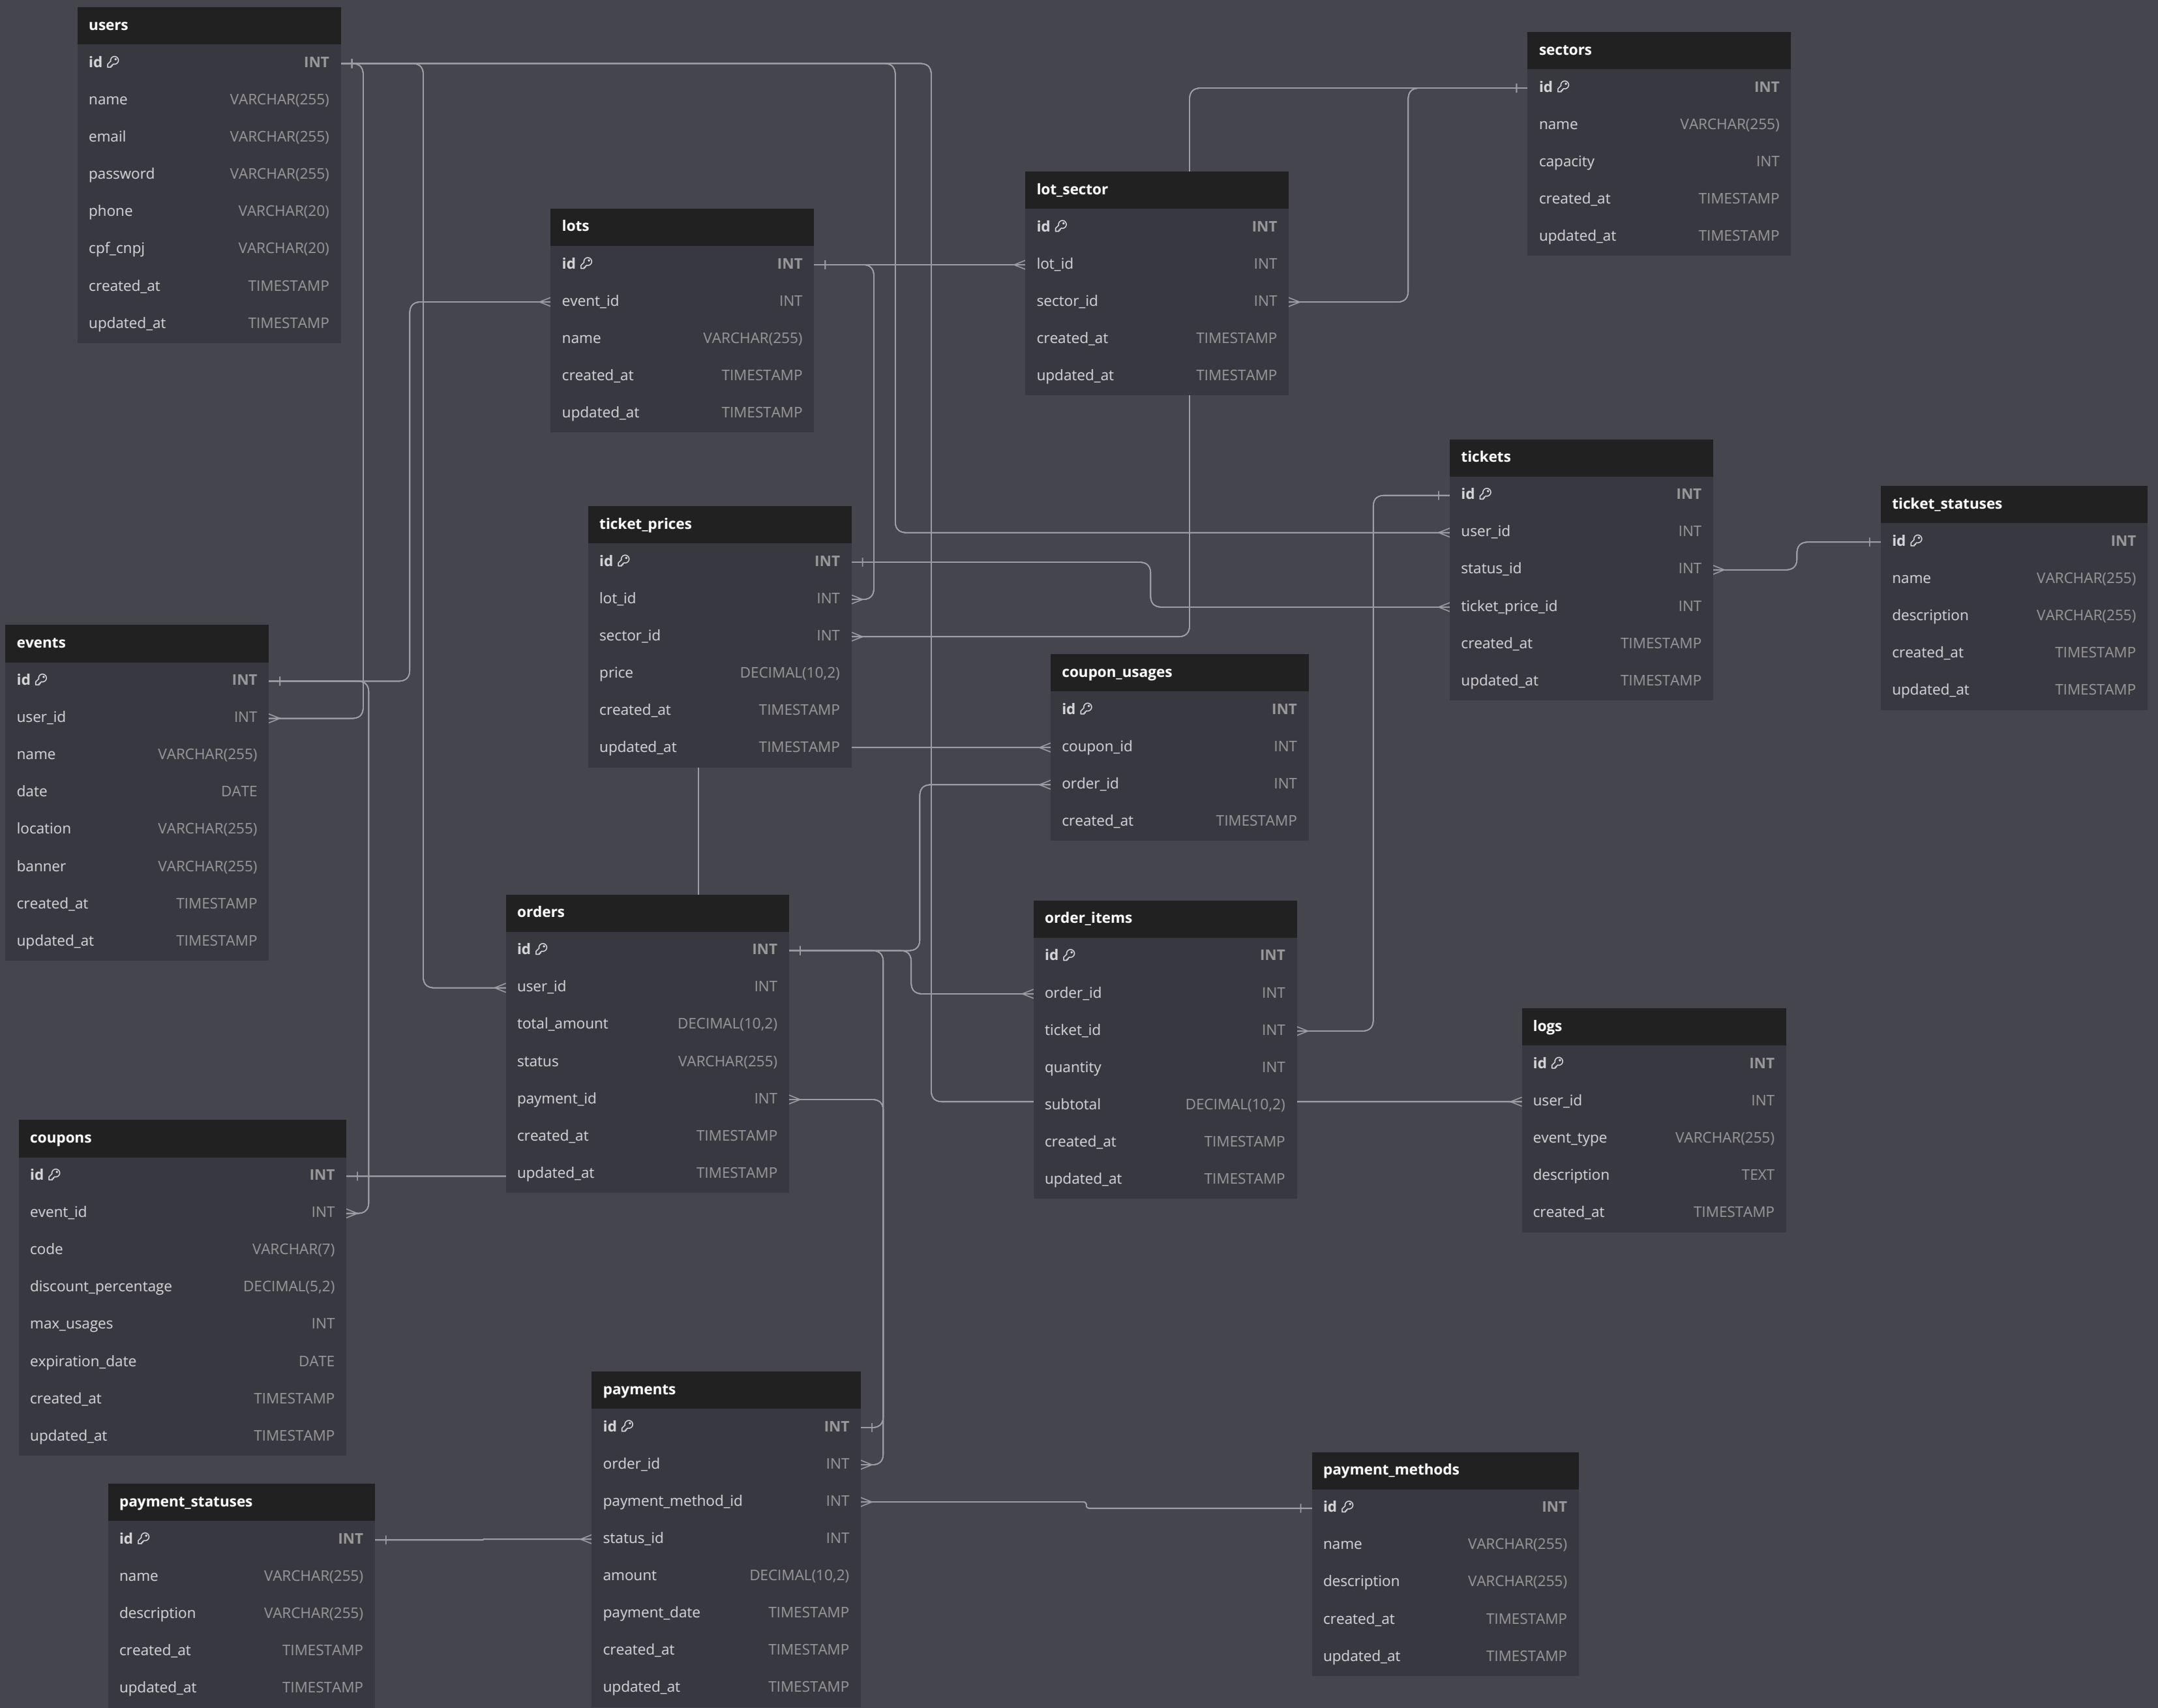 users
id INT
name VARCHAR(255)
email VARCHAR(255)
password VARCHAR(255)
phone VARCHAR(20)
cpf_cnpj VARCHAR(20)
created_at TIMESTAMP
updated_at TIMESTAMP
sectors
id INT
name VARCHAR(255)
capacity INT
created_at TIMESTAMP
updated_at TIMESTAMP
lot_sector
id INT
lot_id INT
sector_id INT
created_at TIMESTAMP
updated_at TIMESTAMP
lots
id INT
event_id INT
name VARCHAR(255)
created_at TIMESTAMP
updated_at TIMESTAMP
tickets
id INT
user_id INT
status_id INT
ticket_price_id INT
created_at TIMESTAMP
updated_at TIMESTAMP
ticket_statuses
id INT
name VARCHAR(255)
description VARCHAR(255)
created_at TIMESTAMP
updated_at TIMESTAMP
ticket_prices
id INT
lot_id INT
sector_id INT
price DECIMAL(10,2)
created_at TIMESTAMP
updated_at TIMESTAMP
events
id INT
user_id INT
name VARCHAR(255)
date DATE
location VARCHAR(255)
banner VARCHAR(255)
created_at TIMESTAMP
updated_at TIMESTAMP
coupon_usages
id INT
coupon_id INT
order_id INT
created_at TIMESTAMP
orders
id INT
user_id INT
total_amount DECIMAL(10,2)
status VARCHAR(255)
payment_id INT
created_at TIMESTAMP
updated_at TIMESTAMP
order_items
id INT
order_id INT
ticket_id INT
quantity INT
subtotal DECIMAL(10,2)
created_at TIMESTAMP
updated_at TIMESTAMP
logs
id INT
user_id INT
event_type VARCHAR(255)
description TEXT
created_at TIMESTAMP
coupons
id INT
event_id INT
code VARCHAR(7)
discount_percentage DECIMAL(5,2)
max_usages INT
expiration_date DATE
created_at TIMESTAMP
updated_at TIMESTAMP
payments
id INT
order_id INT
payment_method_id INT
status_id INT
amount DECIMAL(10,2)
payment_date TIMESTAMP
created_at TIMESTAMP
updated_at TIMESTAMP
payment_methods
id INT
name VARCHAR(255)
description VARCHAR(255)
created_at TIMESTAMP
updated_at TIMESTAMP
payment_statuses
id INT
name VARCHAR(255)
description VARCHAR(255)
created_at TIMESTAMP
updated_at TIMESTAMP